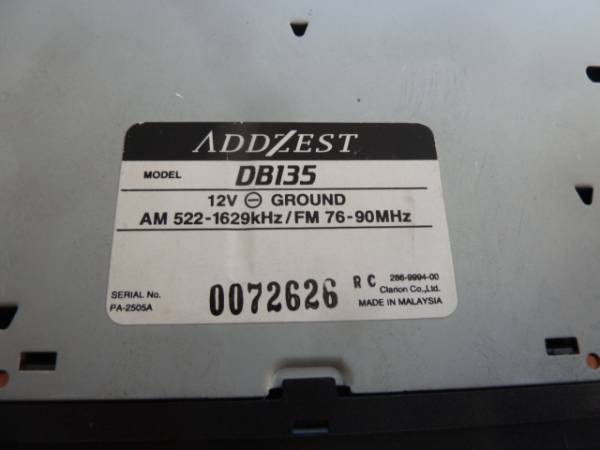 ADDZEST
MODEL DB135
12V ⊖ GROUND
AM 522-1629kHz/FM 76-90MHz
SERIAL No. 0072626 R C 286-9994-00
PA-2505A Clarion Co.,Ltd.
MADE IN MALAYSIA